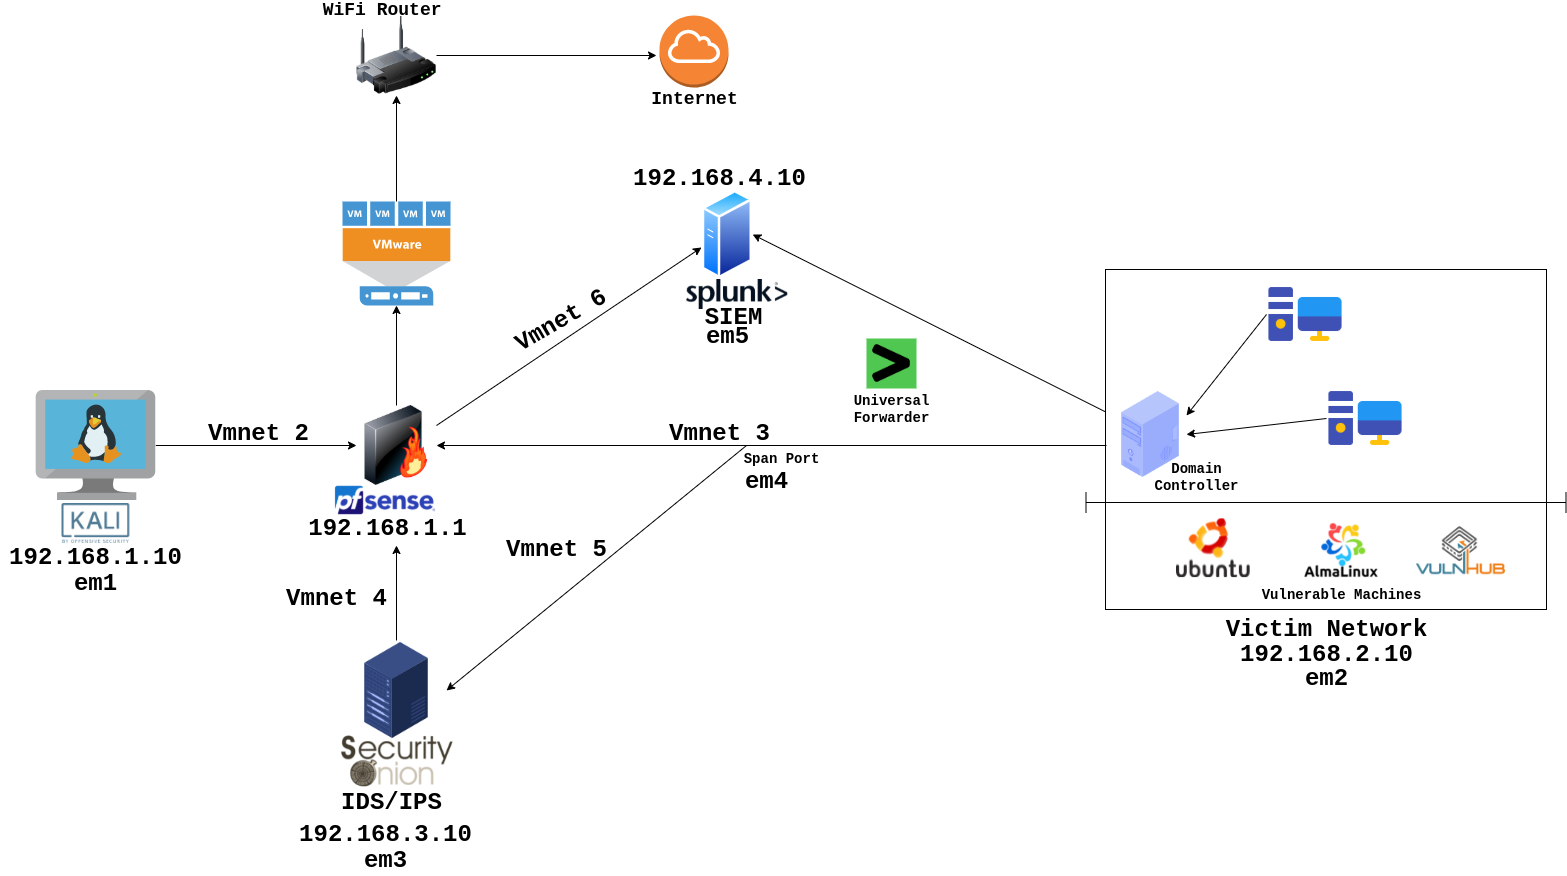 WiFi Router
Internet
192.168.4.10
VM VM VM VM
VMware
splunk>
SIEM
em5
Vmnet 6
Universal
Forwarder
KALI
BY OFFENSIVE SECURITY
192.168.1.10
em1
Vmnet 2
pfsense
192.168.1.1
Vmnet 3
Span Port
em4
Vmnet 5
Vmnet 4
Security
Onion
IDS/IPS
192.168.3.10
em3
Domain
Controller
ubuntu
AlmaLinux
VULNHUB
Vulnerable Machines
Victim Network
192.168.2.10
em2